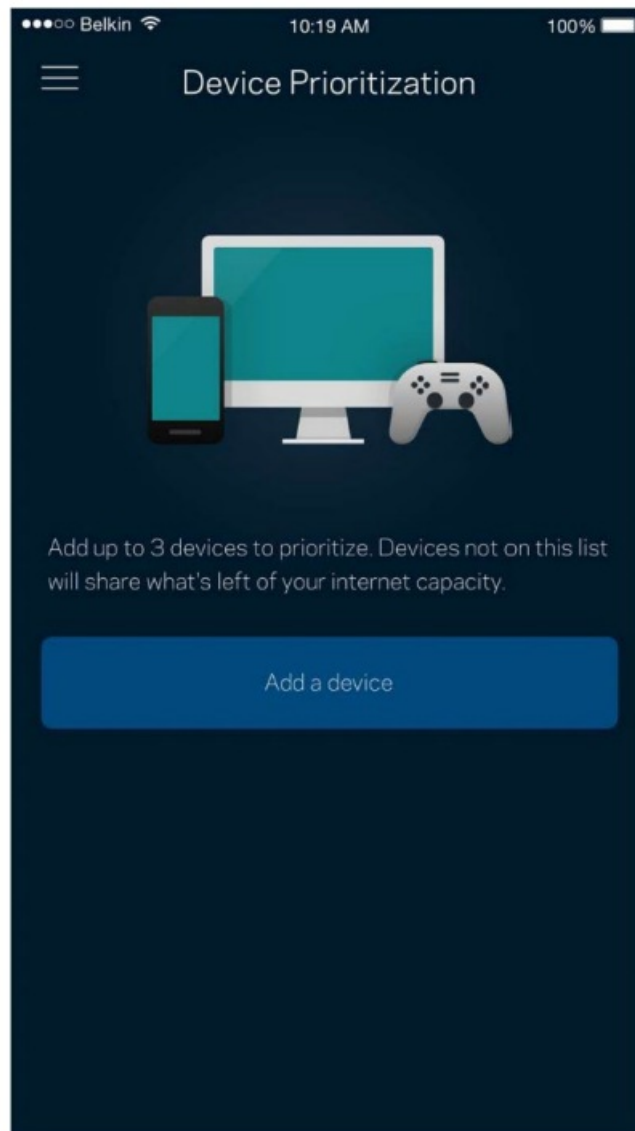 Belkin 10:19 AM 100%
Device Prioritization
Add up to 3 devices to prioritize. Devices not on this list
will share what's left of your internet capacity.
Add a device